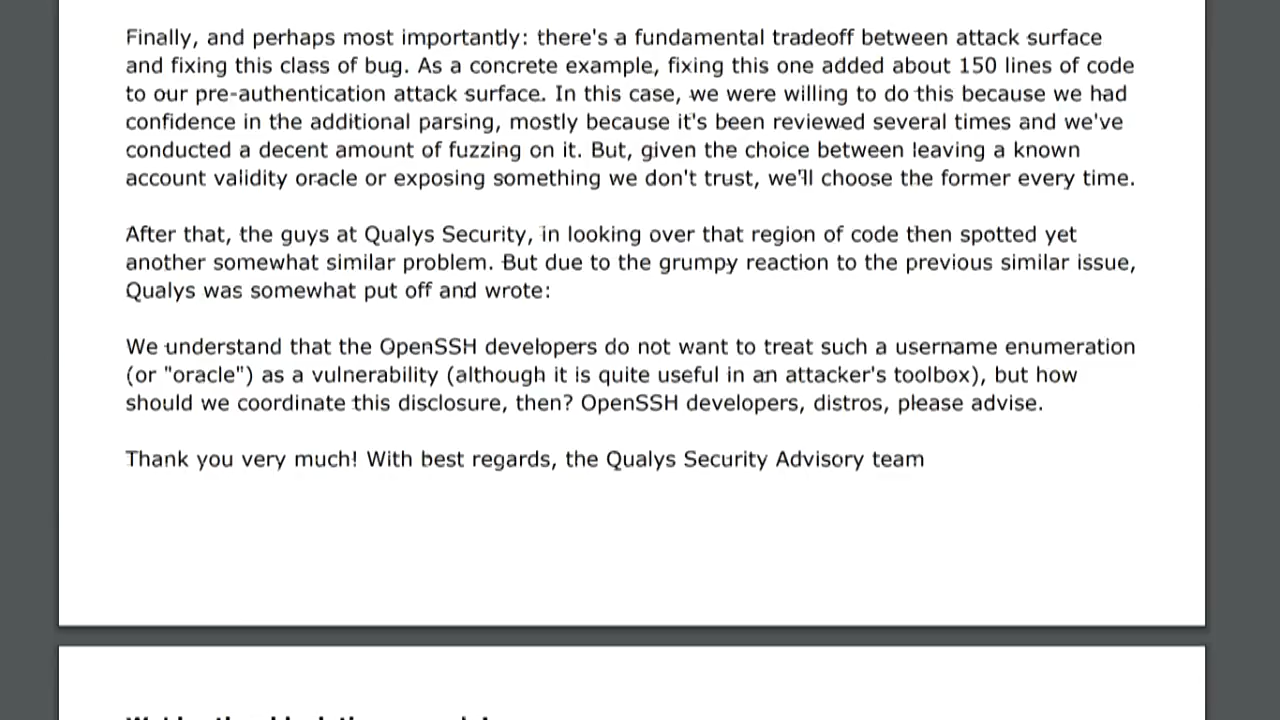 Finally, and perhaps most importantly: there's a fundamental tradeoff between attack surface
and fixing this class of bug. As a concrete example, fixing this one added about 150 lines of code
to our pre-authentication attack surface. In this case, we were willing to do this because we had
confidence in the additional parsing, mostly because it's been reviewed several times and we've
conducted a decent amount of fuzzing on it. But, given the choice between leaving a known
account validity oracle or exposing something we don't trust, we'll choose the former every time.
After that, the guys at Qualys Security, in looking over that region of code then spotted yet
another somewhat similar problem. But due to the grumpy reaction to the previous similar issue,
Qualys was somewhat put off and wrote:
We understand that the OpenSSH developers do not want to treat such a username enumeration
(or "oracle") as a vulnerability (although it is quite useful in an attacker's toolbox), but how
should we coordinate this disclosure, then? OpenSSH developers, distros, please advise.
Thank you very much! With best regards, the Qualys Security Advisory team